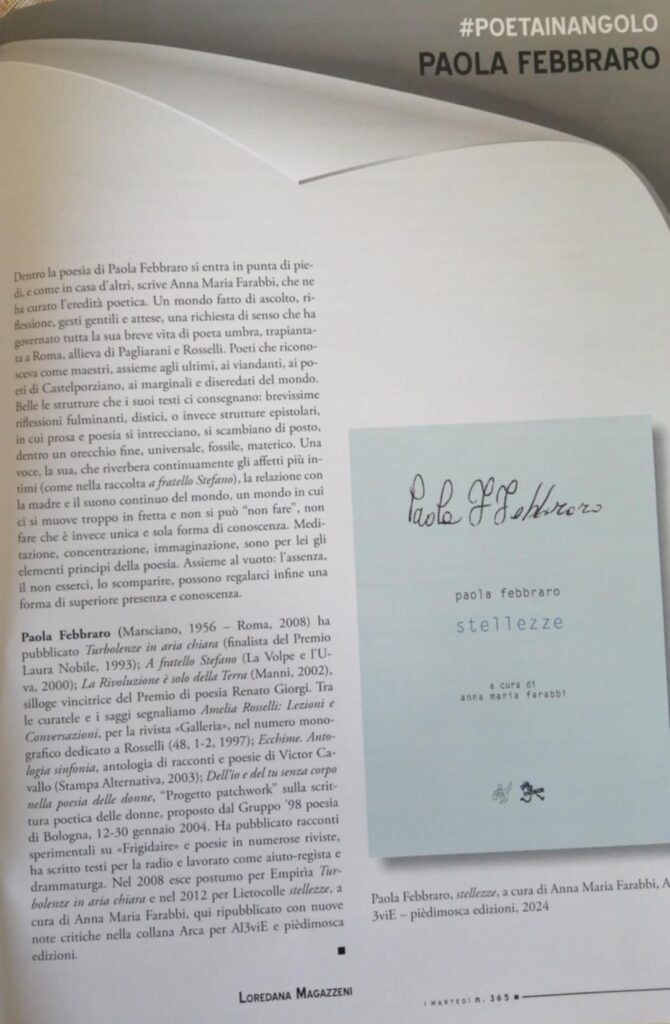 #POETAINANGOLO
PAOLA FEBBRARO
Dentro la poesia di Paola Febbraro si entra in punta di pie-
di, e come in casa d'altri, scrive Anna Maria Farabbi, che ne
ha curato l'eredità poetica. Un mondo fatto di ascolto, ri-
flessione, gesti gentili e attese, una richiesta di senso che ha
governato tutta la sua breve vita di poeta umbra, trapianta-
ta a Roma, allieva di Pagliarani e Rosselli. Poeti che ricono-
sceva come maestri, assieme agli ultimi, ai viandanti, ai po-
eti di Castelporziano, ai marginali e diseredati del mondo.
Belle le strutture che i suoi testi ci consegnano: brevissime
riflessioni fulminanti, distici, o invece strutture epistolari,
in cui prosa e poesia si intrecciano, si scambiano di posto,
dentro un orecchio fine, universale, fossile, materico. Una
voce, la sua, che riverbera continuamente gli affetti più in-
timi (come nella raccolta a fratello Stefano), la relazione con
la madre e il suono continuo del mondo, un mondo in cui
ci si muove troppo in fretta e non si può "non fare", non
fare che è invece unica e sola forma di conoscenza. Medi-
tazione, concentrazione, immaginazione, sono per lei gli
elementi principi della poesia. Assieme al vuoto: l'assenza,
il non esserci, lo scomparire, possono regalarci infine una
forma di superiore presenza e conoscenza.
Paola Febbraro (Marsciano, 1956 – Roma, 2008) ha
pubblicato Turbolenze in aria chiara (finalista del Premio
Laura Nobile, 1993); A fratello Stefano (La Volpe e l'U-
va, 2000); La Rivoluzione è solo della Terra (Manni, 2002),
silloge vincitrice del Premio di poesia Renato Giorgi. Tra
le curatele e i saggi segnaliamo Amelia Rosselli: Lezioni e
Conversazioni, per la rivista «Galleria», nel numero mono-
grafico dedicato a Rosselli (48, 1-2, 1997); Ecchime. Anto-
logia sinfonia, antologia di racconti e poesie di Victor Ca-
vallo (Stampa Alternativa, 2003); Dell'io e del tu senza corpo
nella poesia delle donne, "Progetto patchwork" sulla scrit-
tura poetica delle donne, proposto dal Gruppo '98 poesia
di Bologna, 12-30 gennaio 2004. Ha pubblicato racconti
sperimentali su «Frigidaire» e poesie in numerose riviste,
ha scritto testi per la radio e lavorato come aiuto-regista e
drammaturga. Nel 2008 esce postumo per Empirìa Tur-
bolenze in aria chiara e nel 2012 per Lietocolle stellezze, a
cura di Anna Maria Farabbi, qui ripubblicato con nuove
note critiche nella collana Arca per Al3viE e pièdimosca
edizioni.
LOREDANA MAGAZZENI
Paola F Febbraro
paola febbraro
stellezze
a cura di
anna maria farabbi
Paola Febbraro, stellezze, a cura di Anna Maria Farabbi, A
3viE – pièdimosca edizioni, 2024
I MARTEDÌ n. 365